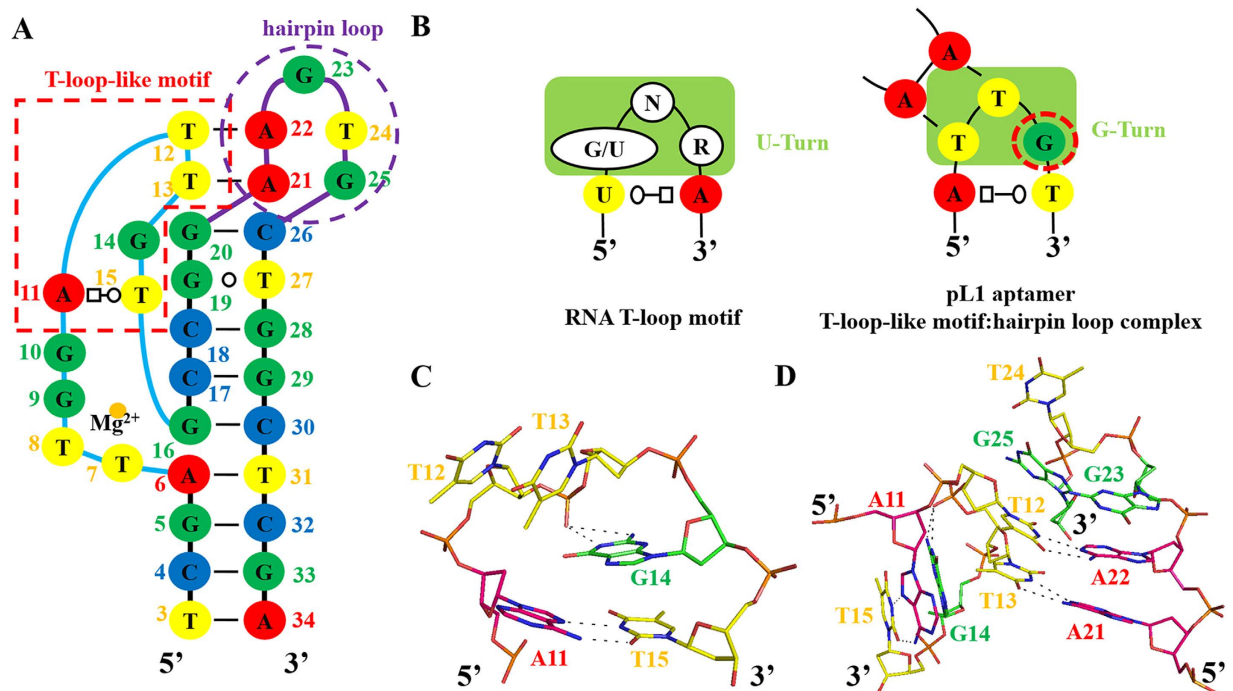 A
hairpin loop
T-loop-like motif
G 23
T A 22 T 24
12
T A 21 G 25
13
14 G G C 26
20
11 A 15 T G T 27
19
10 G C G 28
18
9 G C G 29
17
Mg2+
8 T G C 30
7 T 16 A T 31
6
5 G C 32
4 C G 33
3 T A 34
5’ 3’
B
N
G/U R
U A
U-Turn
5’ 3’
RNA T-loop motif
A
A T
T G
A T
G-Turn
5’ 3’
pL1 aptamer
T-loop-like motif:hairpin loop complex
C
T13
T12
G14
A11 T15
5’ 3’
D
T24
G25
G23
5’ A11 T12 3’
A22
T15 T13
G14 A21
3’ 5’